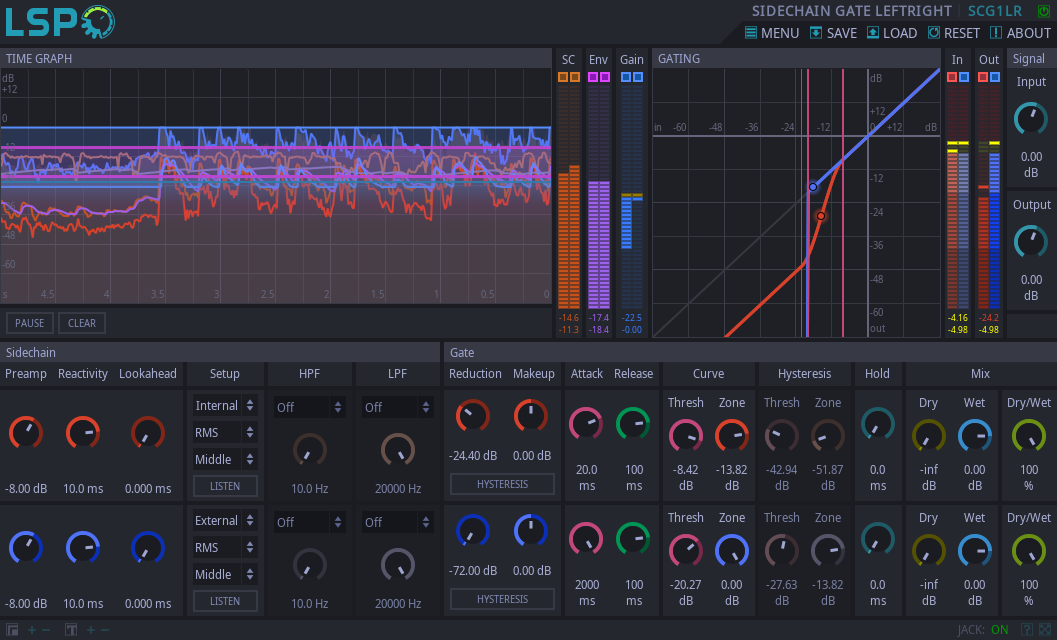 LSP
SIDECHAIN GATE LEFTRIGHT SCG1LR
MENU SAVE LOAD RESET ABOUT
TIME GRAPH SC Env Gain GATING In Out Signal
dB
+12
0
-12
-48
-60
s 4.5 4 3.5 3 2.5 2 1.5 1 0.5 0
PAUSE CLEAR
-14.6 -17.4 -22.5
-11.3 -18.4 -0.00
dB
+12
in -60 -48 -36 -24 -12 0 +12 dB
-12
-24
-36
-48
-60
out
-4.16 -24.2
-4.98 -4.98
Input
0.00
dB
Output
0.00
dB
Sidechain Gate
Preamp Reactivity Lookahead Setup HPF LPF Reduction Makeup Attack Release Curve Hysteresis Hold Mix
Internal Off Off Thresh Zone Thresh Zone Dry Wet Dry/Wet
RMS
Middle
-24.40 dB 0.00 dB 20.0 100 -8.42 -13.82 -42.94 -51.87 0.0 -inf 0.00 100
ms ms dB dB dB dB ms dB dB %
-8.00 dB 10.0 ms 0.000 ms LISTEN 10.0 Hz 20000 Hz HYSTERESIS
External Off Off Thresh Zone Thresh Zone Dry Wet Dry/Wet
RMS
Middle
-72.00 dB 0.00 dB 2000 100 -20.27 0.00 -27.63 -13.82 0.0 -inf 0.00 100
ms ms dB dB dB dB ms dB dB %
-8.00 dB 10.0 ms 0.000 ms LISTEN 10.0 Hz 20000 Hz HYSTERESIS
JACK: ON